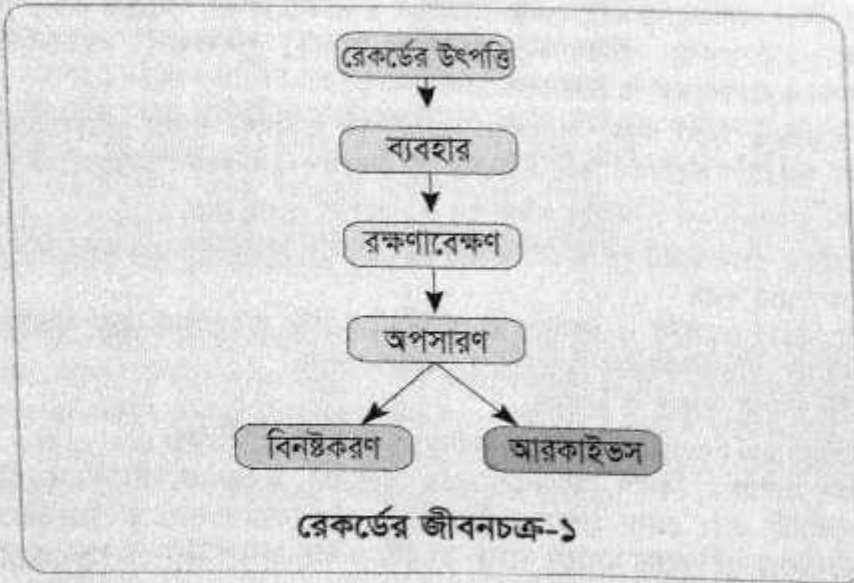 রেকর্ডের উৎপত্তি
ব্যবহার
রক্ষণাবেক্ষণ
অপসারণ
বিনষ্টকরণ
আরকাইভস
রেকর্ডের জীবনচক্র-১